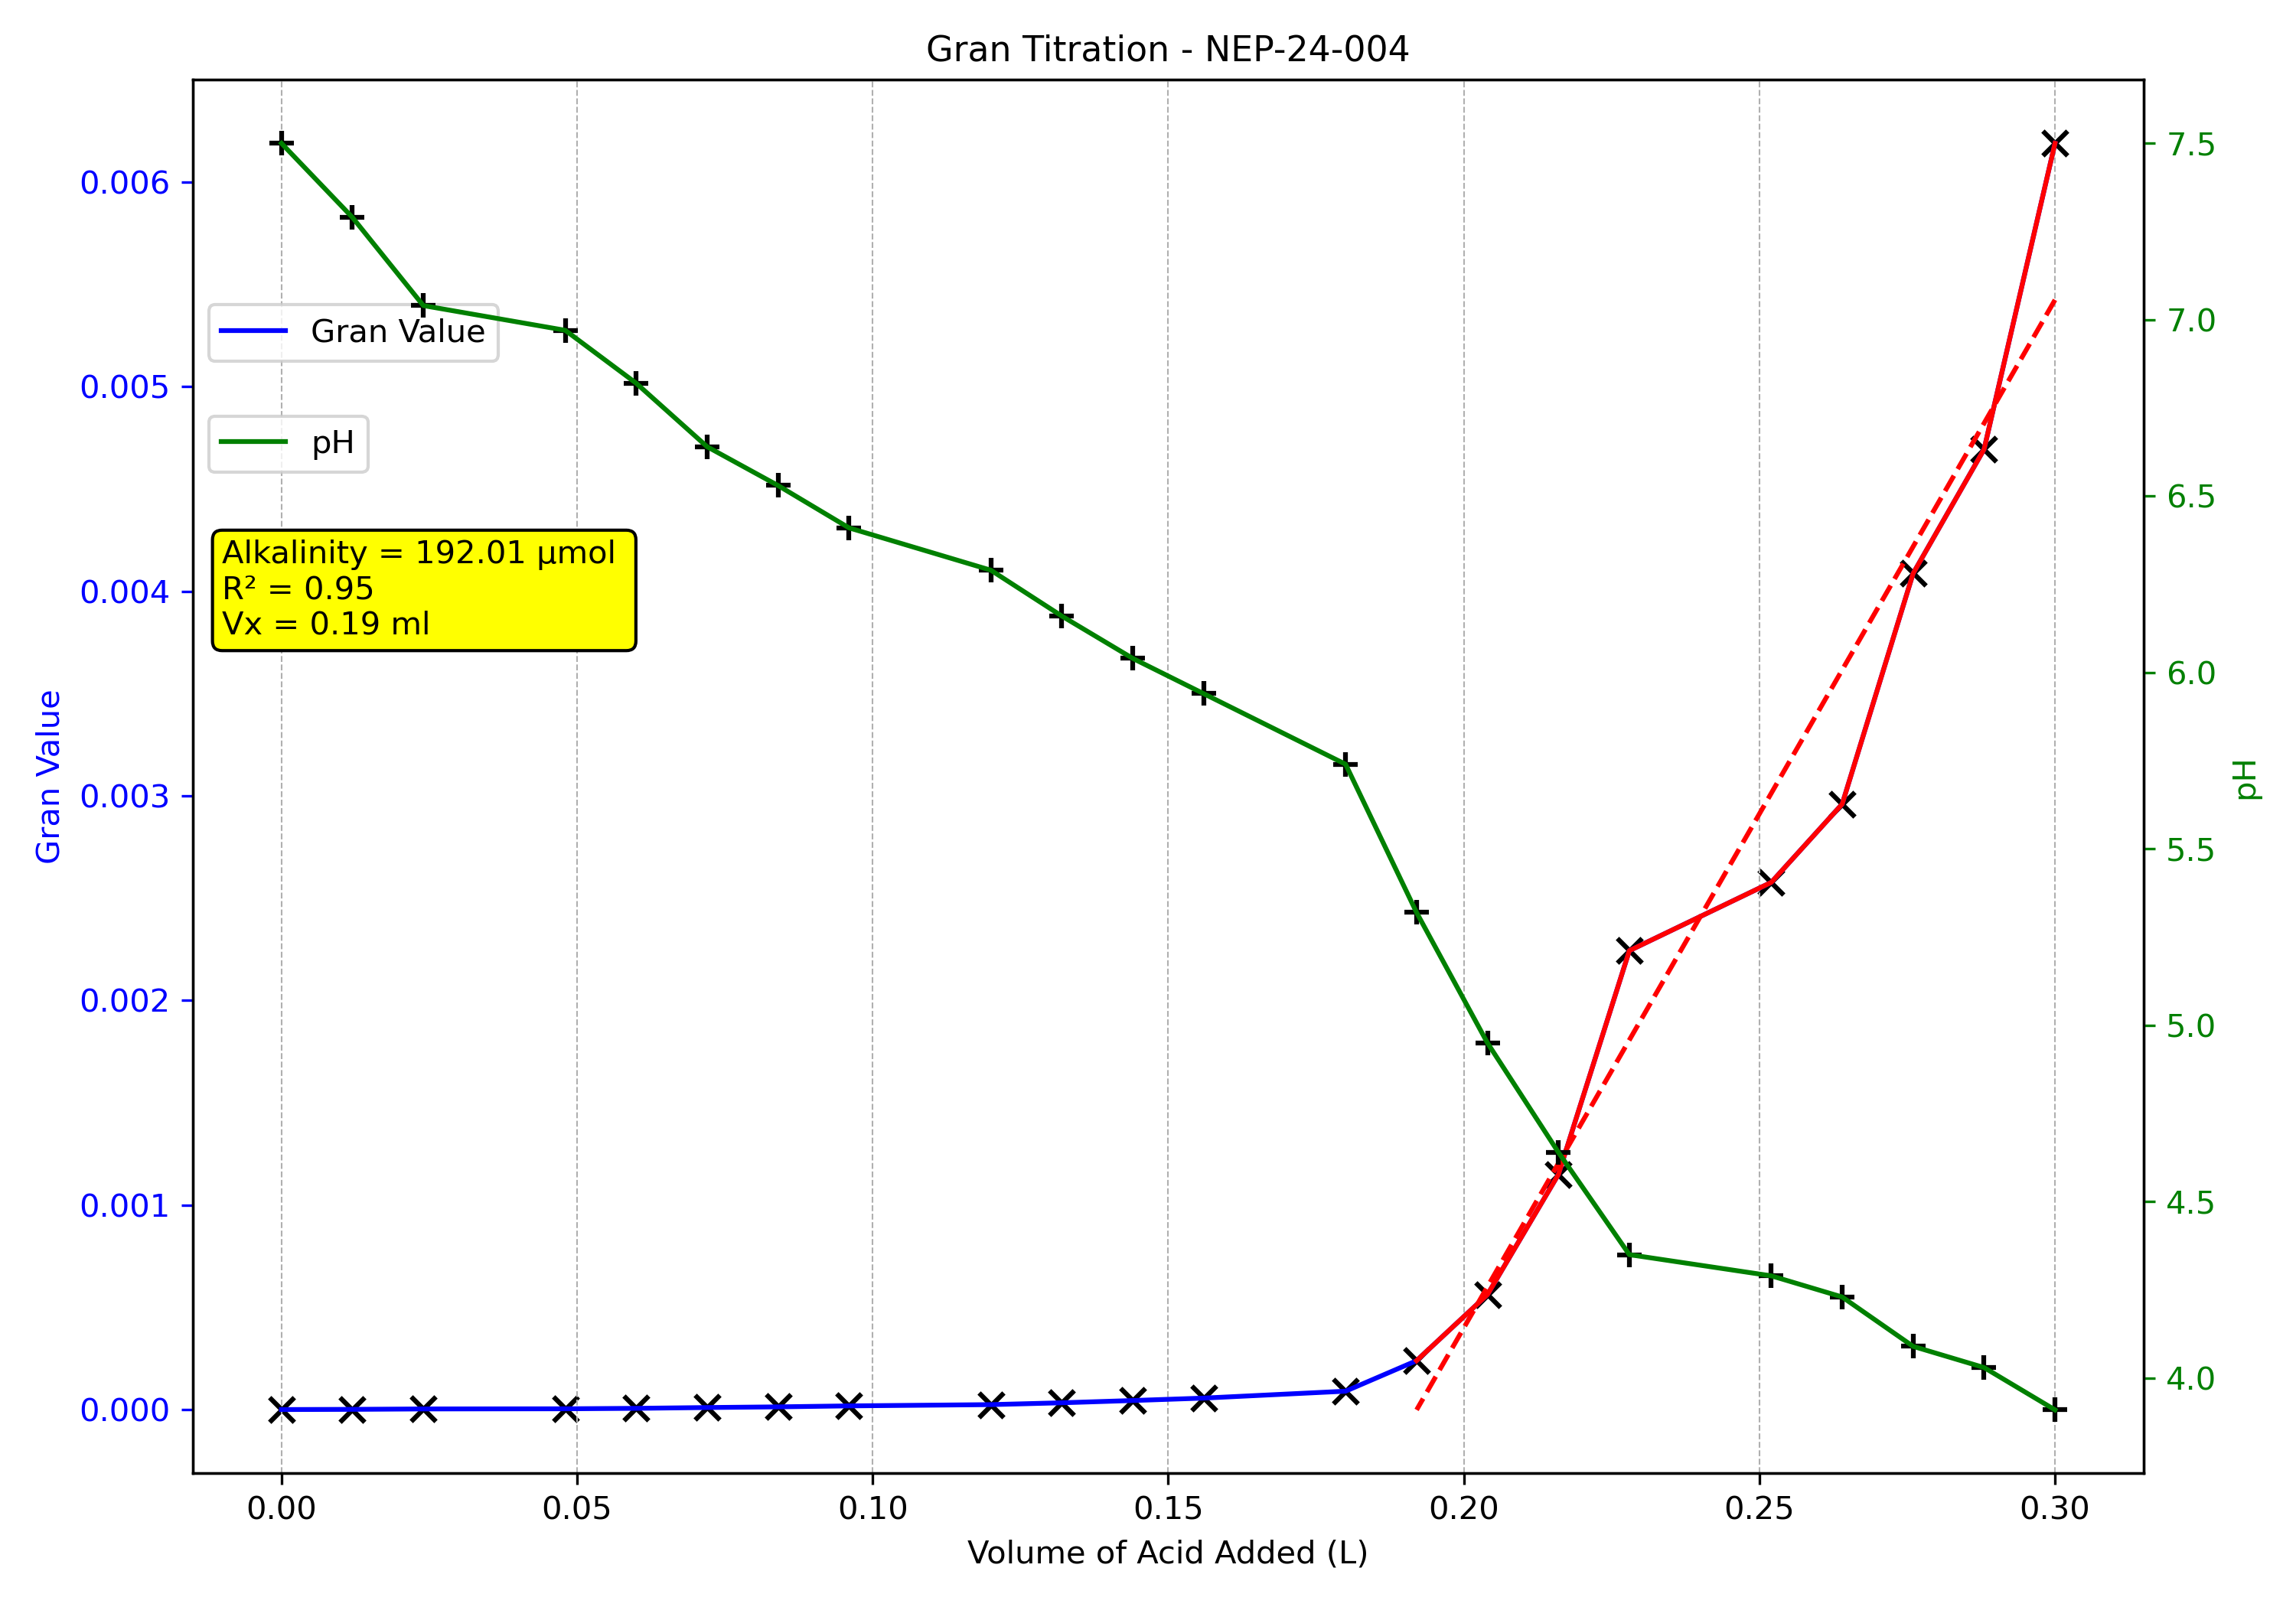 Gran Titration - NEP-24-004
Gran Value
0.006
0.005
0.004
0.003
0.002
0.001
0.000
Gran Value
pH
Alkalinity = 192.01 μmol
R² = 0.95
Vx = 0.19 ml
7.5
7.0
6.5
6.0
5.5
5.0
4.5
4.0
pH
0.00 0.05 0.10 0.15 0.20 0.25 0.30
Volume of Acid Added (L)